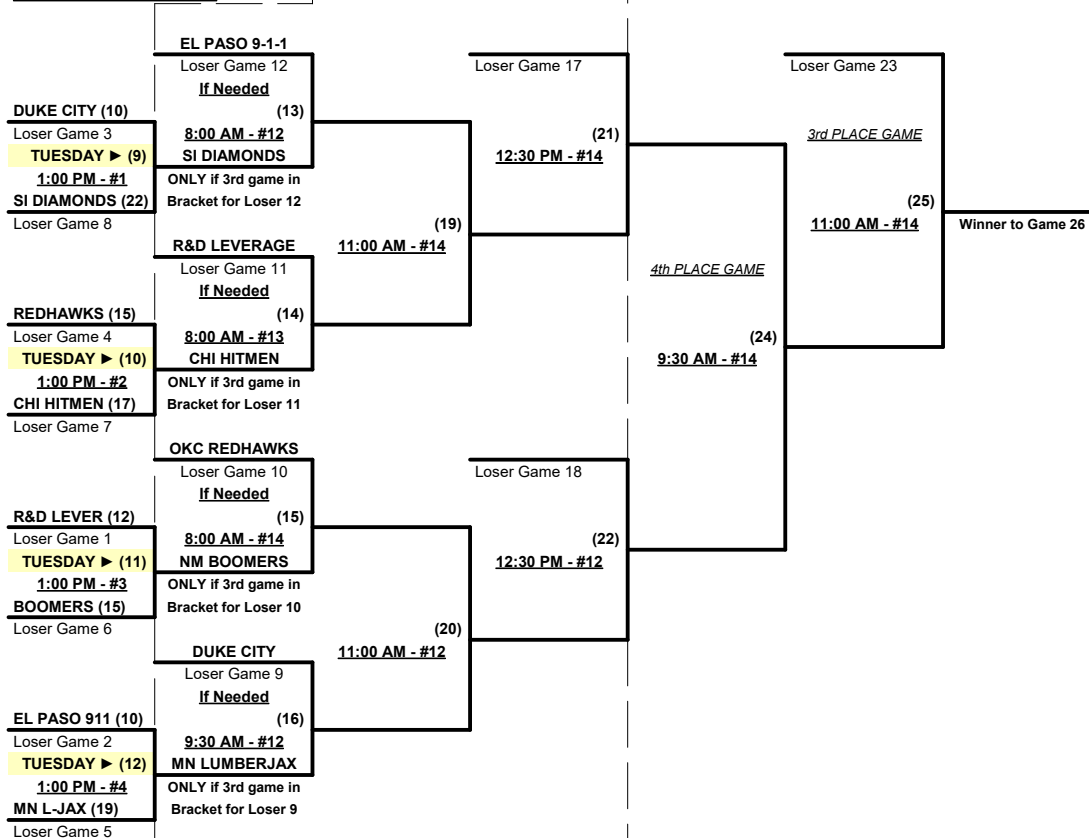 EL PASO 9-1-1
Loser Game 12
If Needed
(13)
8:00 AM - #12
SI DIAMONDS
ONLY if 3rd game in
Bracket for Loser 12
DUKE CITY (10)
Loser Game 3
TUESDAY ► (9)
1:00 PM - #1
SI DIAMONDS (22)
Loser Game 8
R&D LEVERAGE
Loser Game 11
If Needed
(14)
8:00 AM - #13
CHI HITMEN
ONLY if 3rd game in
Bracket for Loser 11
REDHAWKS (15)
Loser Game 4
TUESDAY ► (10)
1:00 PM - #2
CHI HITMEN (17)
Loser Game 7
OKC REDHAWKS
Loser Game 10
If Needed
(15)
8:00 AM - #14
NM BOOMERS
ONLY if 3rd game in
Bracket for Loser 10
R&D LEVER (12)
Loser Game 1
TUESDAY ► (11)
1:00 PM - #3
BOOMERS (15)
Loser Game 6
DUKE CITY
Loser Game 9
If Needed
(16)
9:30 AM - #12
MN LUMBERJAX
ONLY if 3rd game in
Bracket for Loser 9
EL PASO 911 (10)
Loser Game 2
TUESDAY ► (12)
1:00 PM - #4
MN L-JAX (19)
Loser Game 5
(19)
11:00 AM - #14
(20)
11:00 AM - #12
Loser Game 17
(21)
12:30 PM - #14
Loser Game 18
(22)
12:30 PM - #12
4th PLACE GAME
(24)
9:30 AM - #14
Loser Game 23
3rd PLACE GAME
(25)
11:00 AM - #14
Winner to Game 26